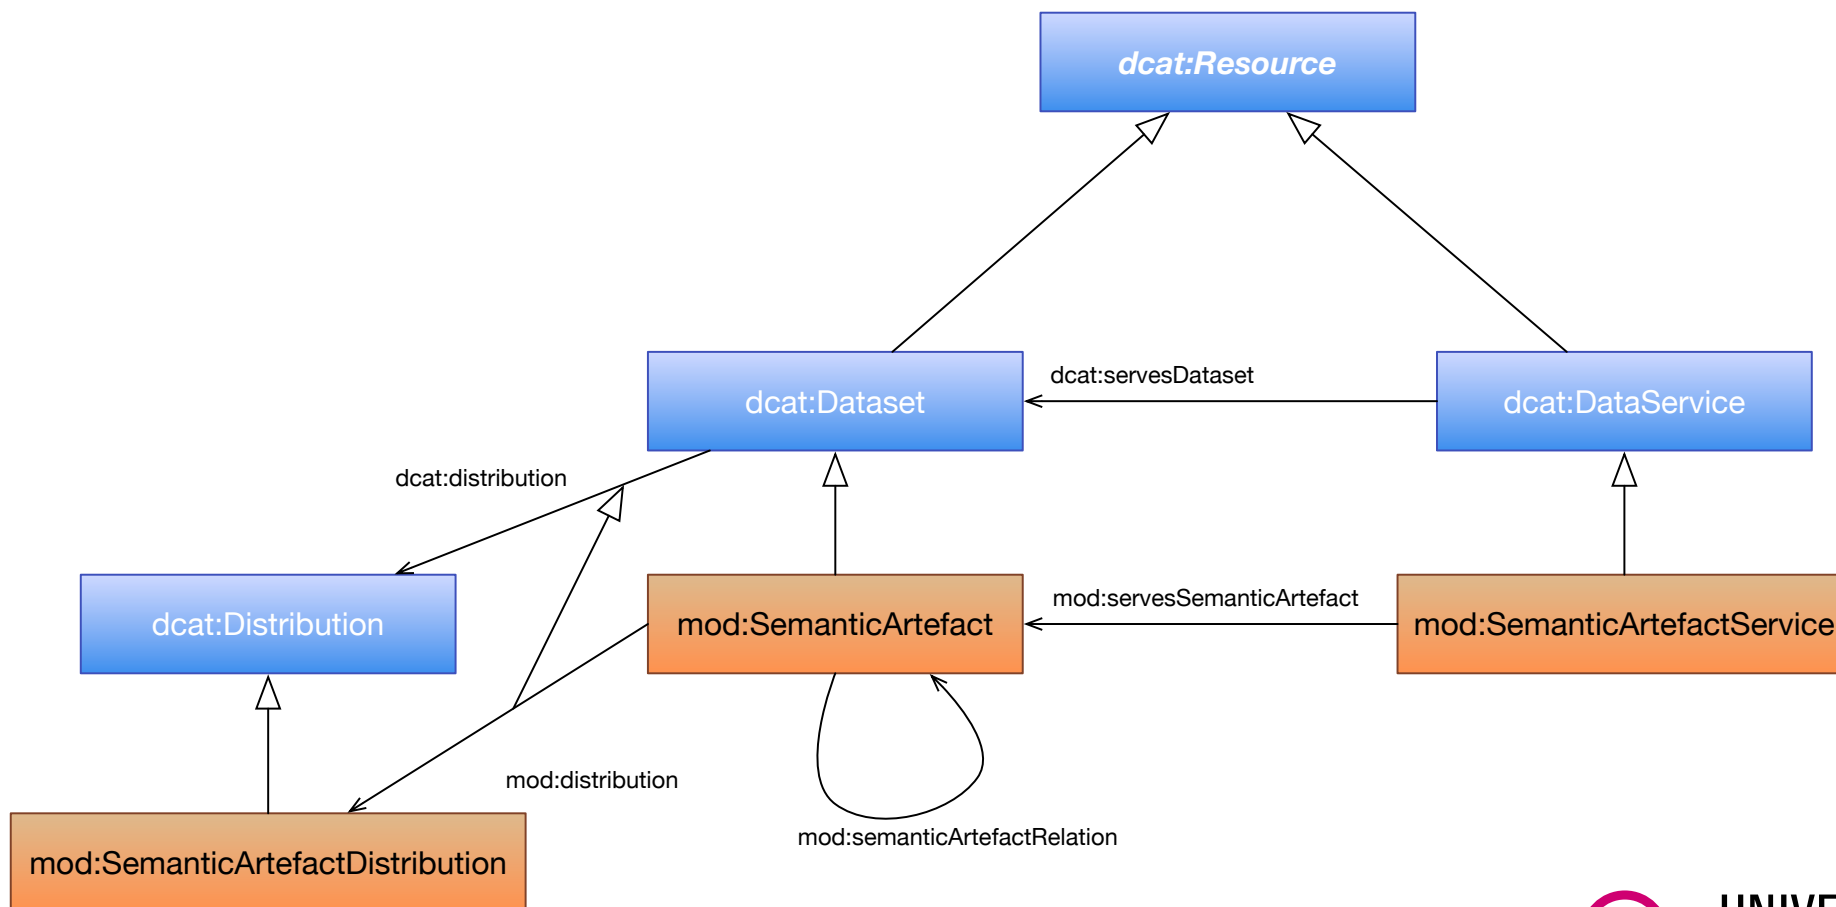 dcat:Resource
dcat:servesDataset
dcat:Dataset
dcat:DataService
dcat:distribution
mod:servesSemanticArtefact
dcat:Distribution
mod:SemanticArtefact
mod:SemanticArtefactService
mod:distribution
mod:semanticArtefactRelation
mod:SemanticArtefactDistribution